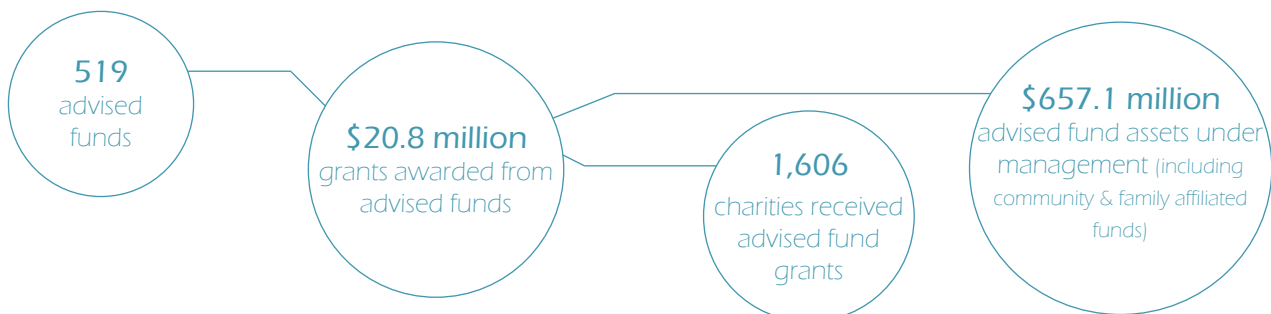 519
advised
funds
$20.8 million
grants awarded from
advised funds
1,606
charities received
advised fund
grants
$657.1 million
advised fund assets under
management (including
community & family affiliated
funds)